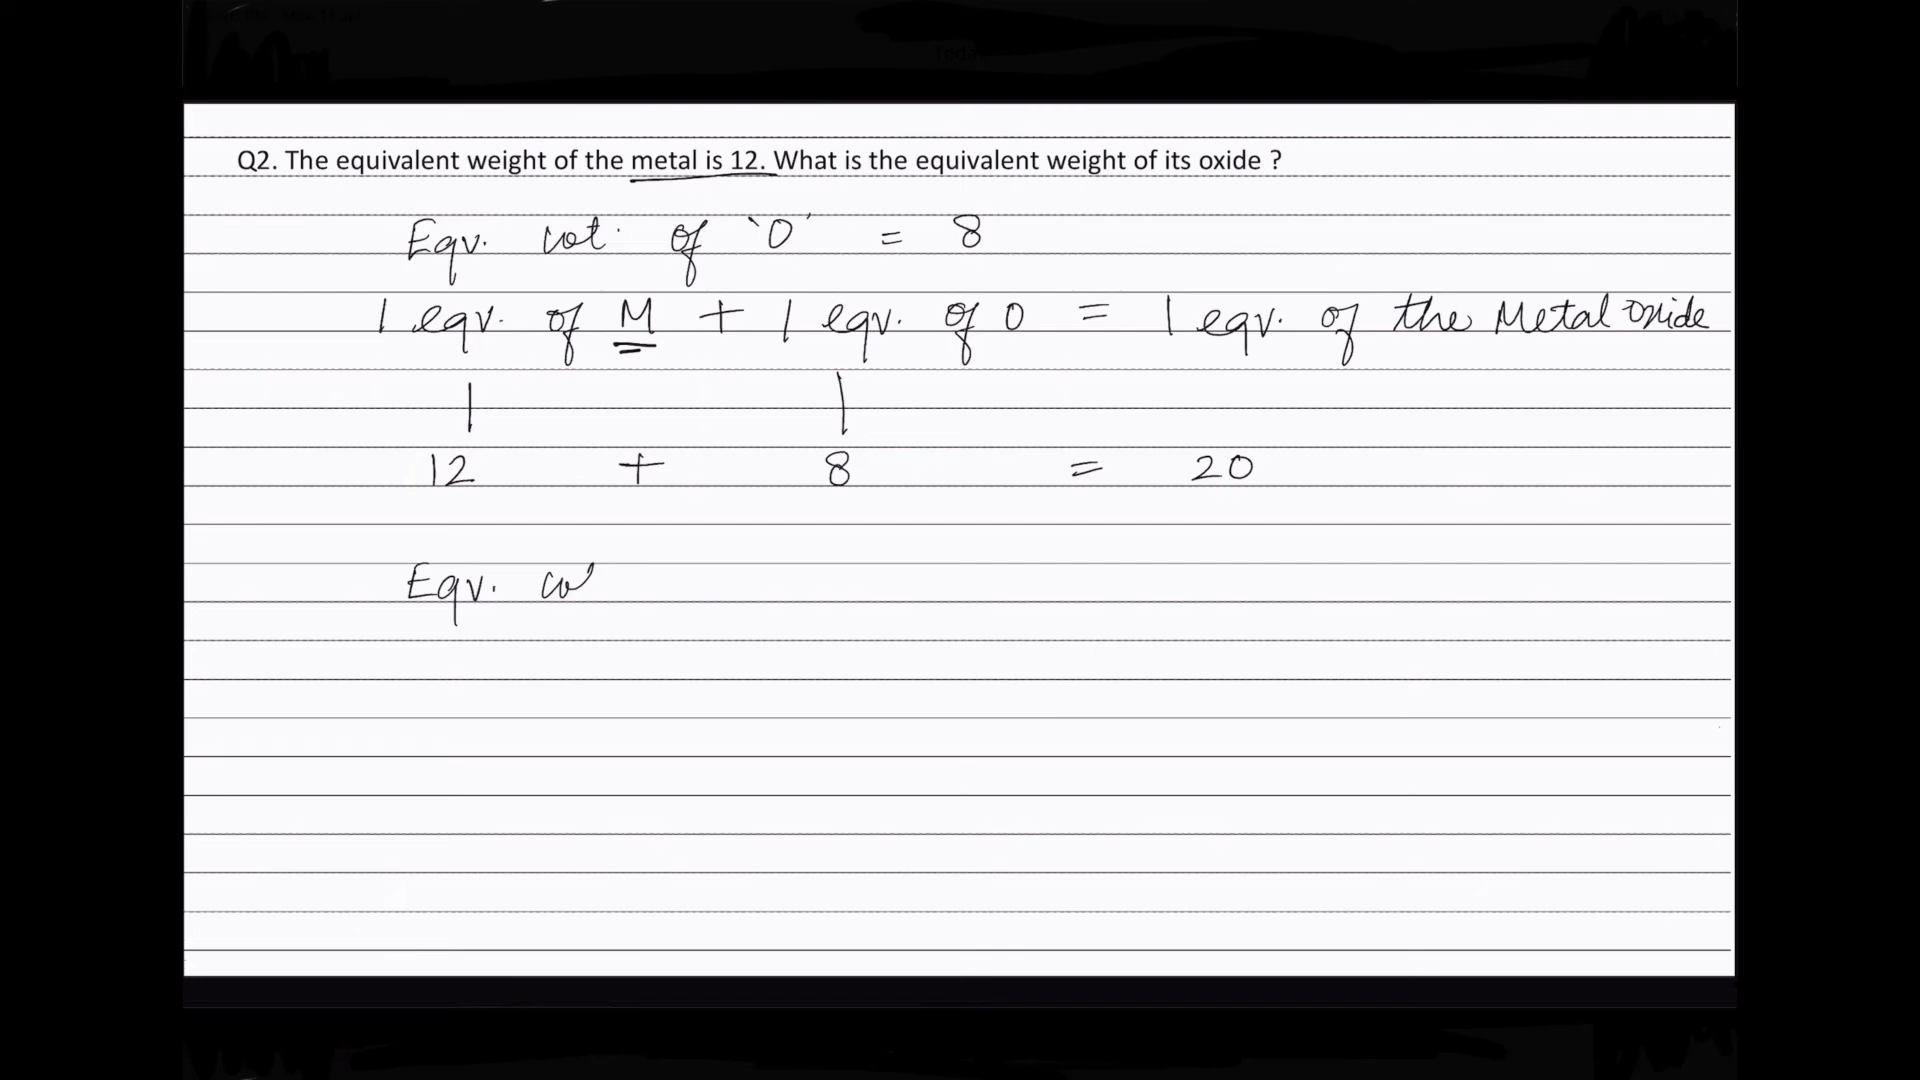 Today
Q2. The equivalent weight of the metal is 12. What is the equivalent weight of its oxide ?
Eqv. wt. of 'O' = 8
1 eqv. of M + 1 eqv. of O = 1 eqv. of the Metal oxide
12 + 8 = 20
Eqv. w